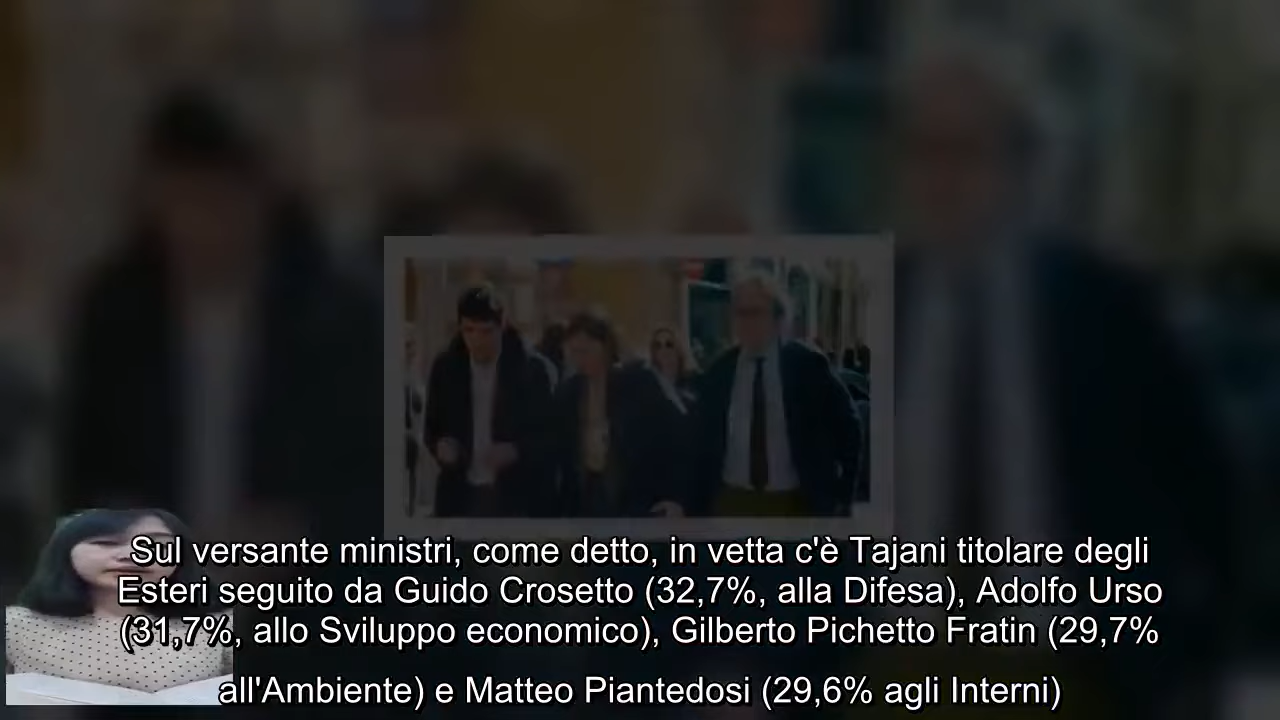 Sul versante ministri, come detto, in vetta c'è Tajani titolare degli
Esteri seguito da Guido Crosetto (32,7%, alla Difesa), Adolfo Urso
(31,7%, allo Sviluppo economico), Gilberto Pichetto Fratin (29,7%
all'Ambiente) e Matteo Piantedosi (29,6% agli Interni)